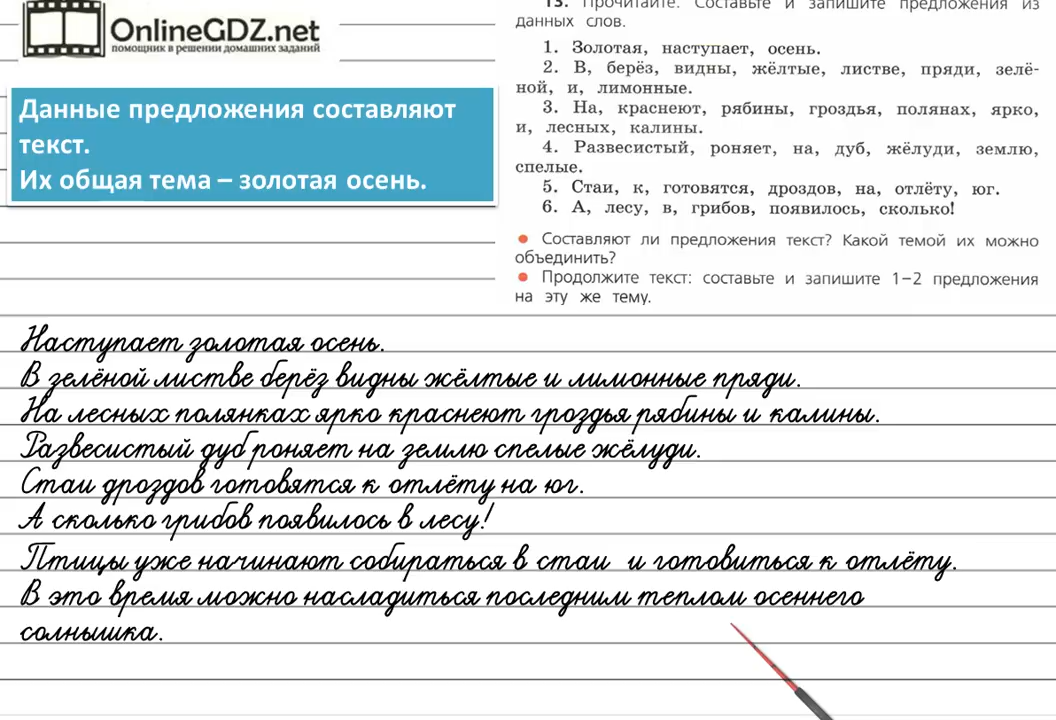 OnlineGDZ.net
помощник в решении домашних заданий
Данные предложения составляют
текст.
Их общая тема – золотая осень.
13. Прочитайте. Составьте и запишите предложения из
данных слов.
1. Золотая, наступает, осень.
2. В, берёз, видны, жёлтые, листве, пряди, зелё-
ной, и, лимонные.
3. На, краснеют, рябины, гроздья, полянах, ярко,
и, лесных, калины.
4. Развесистый, роняет, на, дуб, жёлуди, землю,
спелые.
5. Стаи, к, готовятся, дроздов, на, отлёту, юг.
6. А, лесу, в, грибов, появилось, сколько!
• Составляют ли предложения текст? Какой темой их можно
объединить?
• Продолжите текст: составьте и запишите 1–2 предложения
на эту же тему.
Наступает золотая осень.
В зелёной листве берёз видны жёлтые и лимонные пряди.
На лесных полянках ярко краснеют гроздья рябины и калины.
Развесистый дуб роняет на землю спелые жёлуди.
Стаи дроздов готовятся к отлёту на юг.
А сколько грибов появилось в лесу!
Птицы уже начинают собираться в стаи и готовиться к отлёту.
В это время можно насладиться последним теплом осеннего
солнышка.